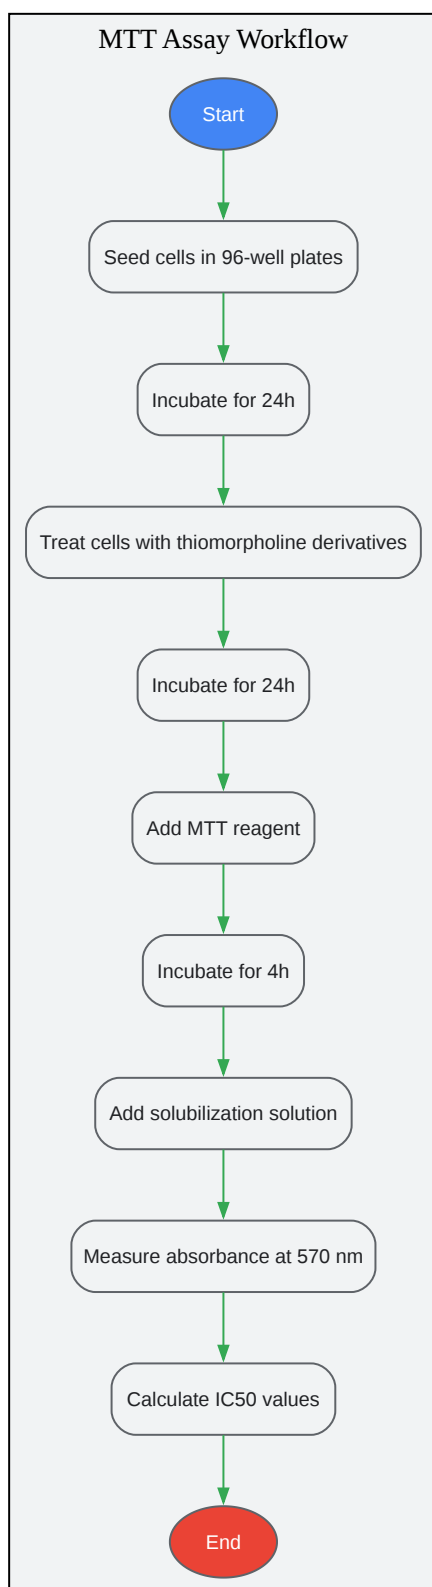 MTT Assay Workflow
Start
Seed cells in 96-well plates
Incubate for 24h
Treat cells with thiomorpholine derivatives
Incubate for 24h
Add MTT reagent
Incubate for 4h
Add solubilization solution
Measure absorbance at 570 nm
Calculate IC50 values
End